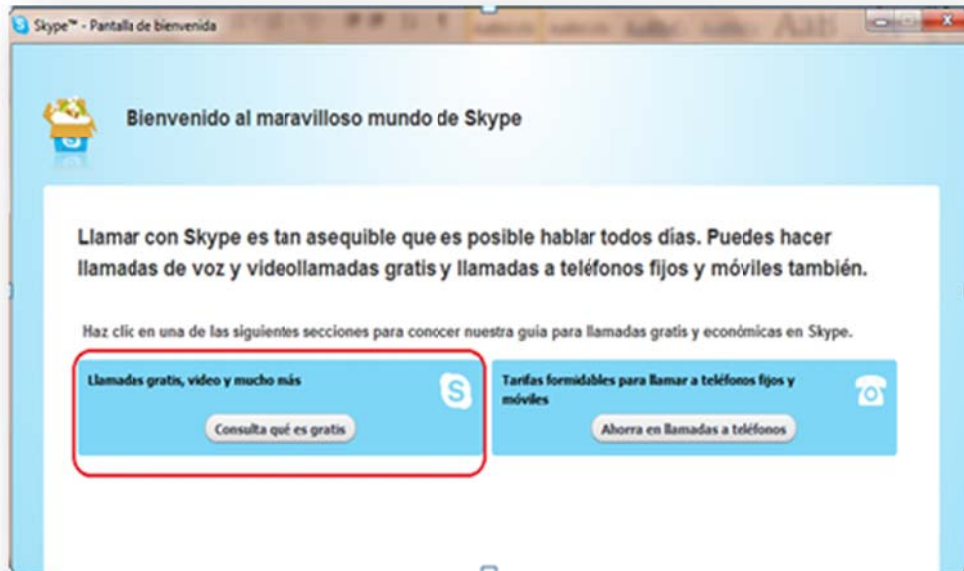 Skype™ - Pantalla de bienvenida
Bienvenido al maravilloso mundo de Skype
Llamar con Skype es tan asequible que es posible hablar todos días. Puedes hacer
llamadas de voz y videollamadas gratis y llamadas a teléfonos fijos y móviles también.
Haz clic en una de las siguientes secciones para conocer nuestra guía para llamadas gratis y económicas en Skype.
Llamadas gratis, video y mucho más
Consulta qué es gratis
Tarifas formidables para llamar a teléfonos fijos y
móviles
Ahorra en llamadas a teléfonos